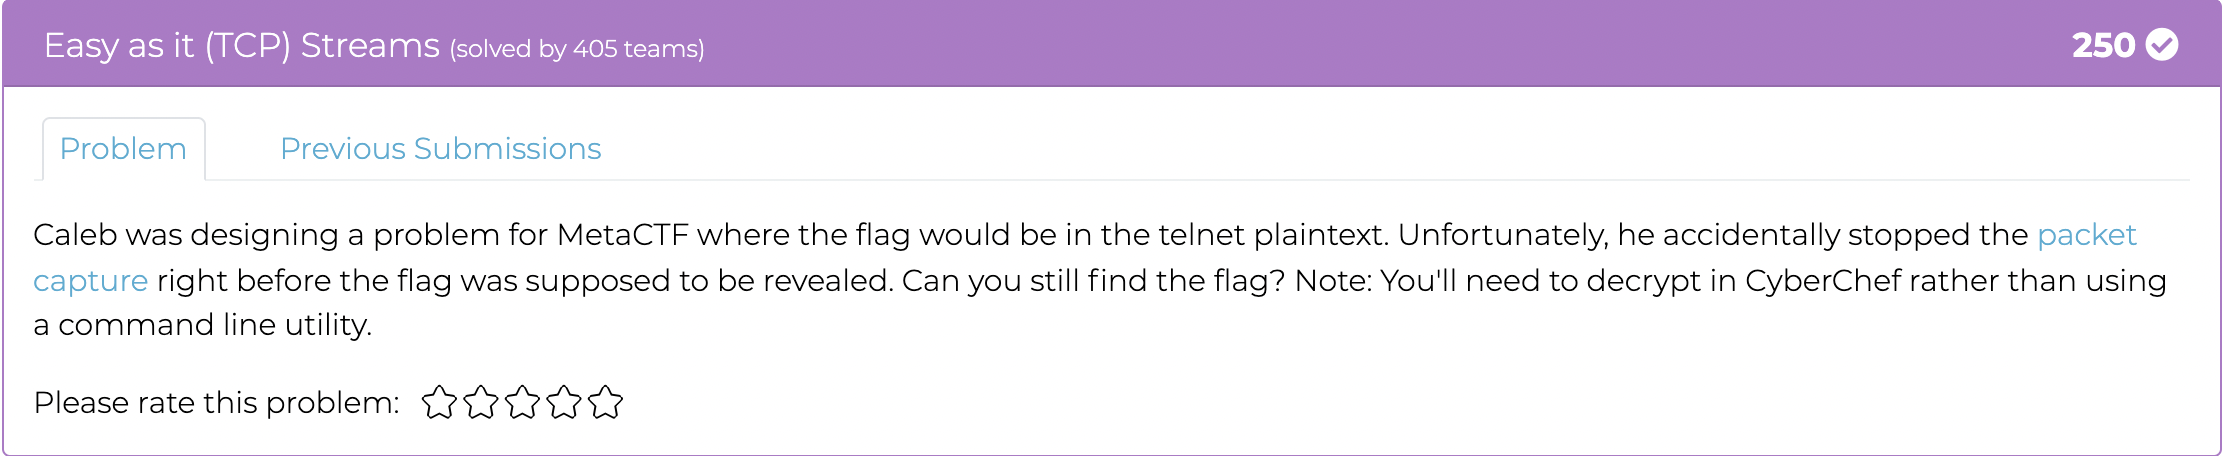 Easy as it (TCP) Streams (solved by 405 teams) 250
Problem Previous Submissions
Caleb was designing a problem for MetaCTF where the flag would be in the telnet plaintext. Unfortunately, he accidentally stopped the packet
capture right before the flag was supposed to be revealed. Can you still find the flag? Note: You'll need to decrypt in CyberChef rather than using
a command line utility.
Please rate this problem: